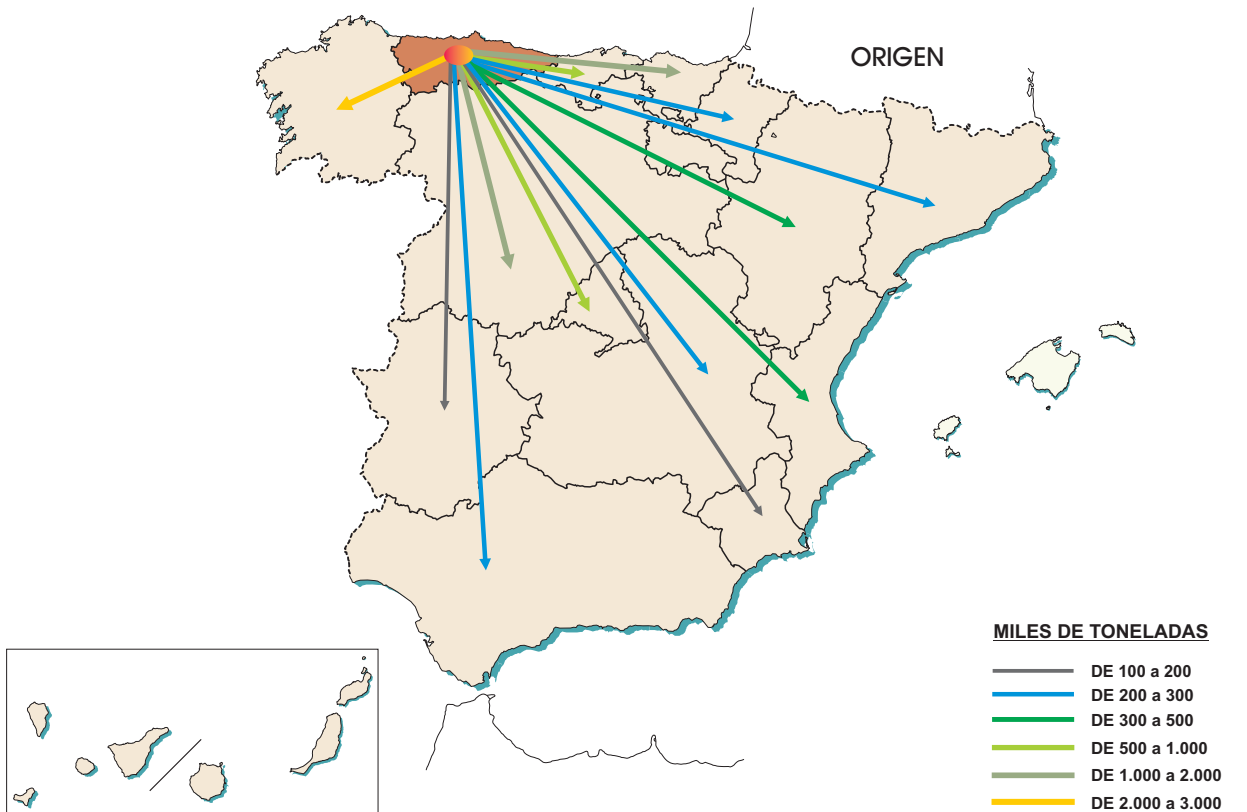 ORIGEN
MILES DE TONELADAS
DE 100 a 200
DE 200 a 300
DE 300 a 500
DE 500 a 1.000
DE 1.000 a 2.000
DE 2.000 a 3.000